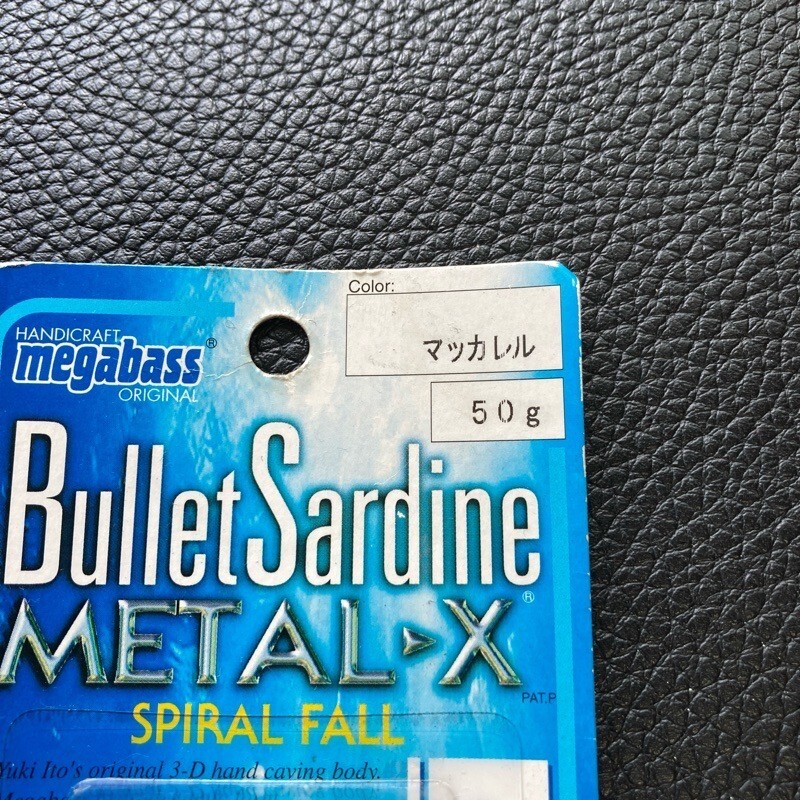 Color:
マッカレル
50g
HANDICRAFT
megabass®
ORIGINAL
BulletSardine
METAL-X®
PAT.P
SPIRAL FALL
Yuki Ito's original 3-D hand caving body.